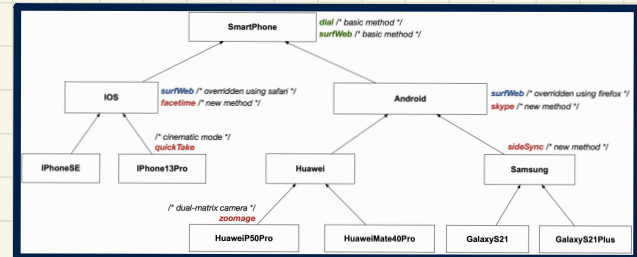 SmartPhone
dial /* basic method */
surfWeb /* basic method */
IOS
surfWeb /* overridden using safari */
facetime /* new method */
Android
surfWeb /* overridden using firefox */
skype /* new method */
/* cinematic mode */
quickTake
sideSync /* new method */
IPhoneSE
IPhone13Pro
Huawei
Samsung
/* dual-matrix camera */
zoomage
HuaweiP50Pro
HuaweiMate40Pro
GalaxyS21
GalaxyS21Plus